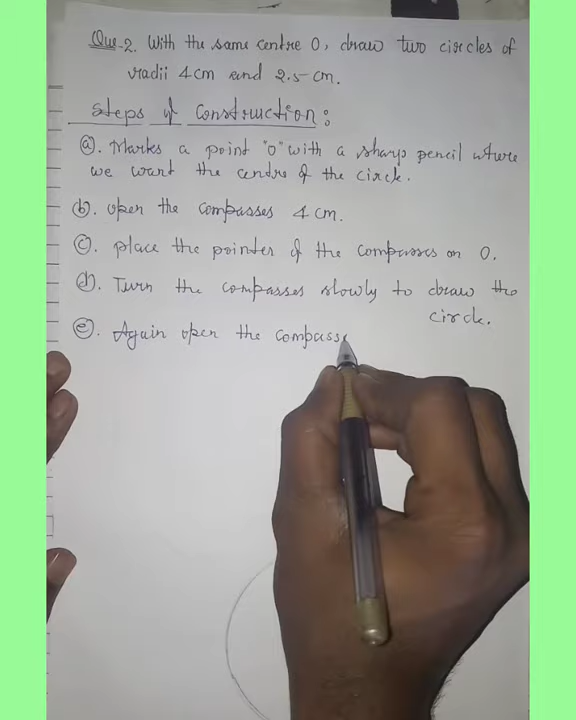 Que-2. With the same centre O, draw two circles of
radii 4cm and 2.5 cm.
Steps of Construction:
(a). Marks a point "O" with a sharp pencil where
we want the centre of the circle.
(b). open the compasses 4 cm.
(c). place the pointer of the compasses on O.
(d). Turn the compasses slowly to draw the
circle.
(e). Again open the compasse